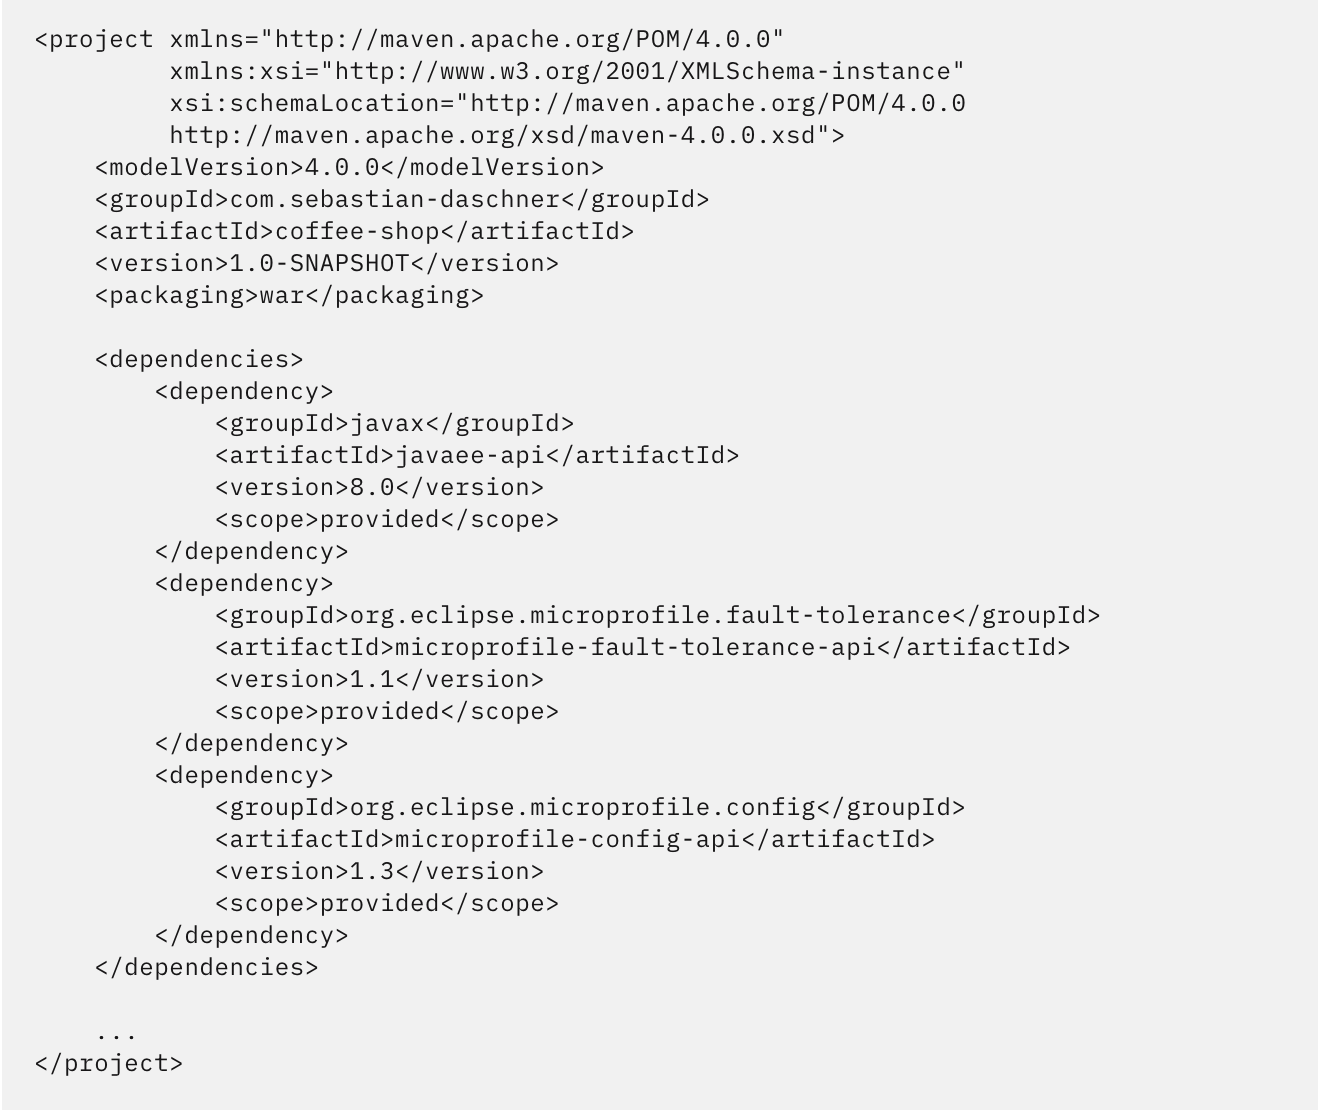 <project xmlns="http://maven.apache.org/POM/4.0.0"
         xmlns:xsi="http://www.w3.org/2001/XMLSchema-instance"
         xsi:schemaLocation="http://maven.apache.org/POM/4.0.0
         http://maven.apache.org/xsd/maven-4.0.0.xsd">
    <modelVersion>4.0.0</modelVersion>
    <groupId>com.sebastian-daschner</groupId>
    <artifactId>coffee-shop</artifactId>
    <version>1.0-SNAPSHOT</version>
    <packaging>war</packaging>

    <dependencies>
        <dependency>
            <groupId>javax</groupId>
            <artifactId>javaee-api</artifactId>
            <version>8.0</version>
            <scope>provided</scope>
        </dependency>
        <dependency>
            <groupId>org.eclipse.microprofile.fault-tolerance</groupId>
            <artifactId>microprofile-fault-tolerance-api</artifactId>
            <version>1.1</version>
            <scope>provided</scope>
        </dependency>
        <dependency>
            <groupId>org.eclipse.microprofile.config</groupId>
            <artifactId>microprofile-config-api</artifactId>
            <version>1.3</version>
            <scope>provided</scope>
        </dependency>
    </dependencies>

    ...
</project>